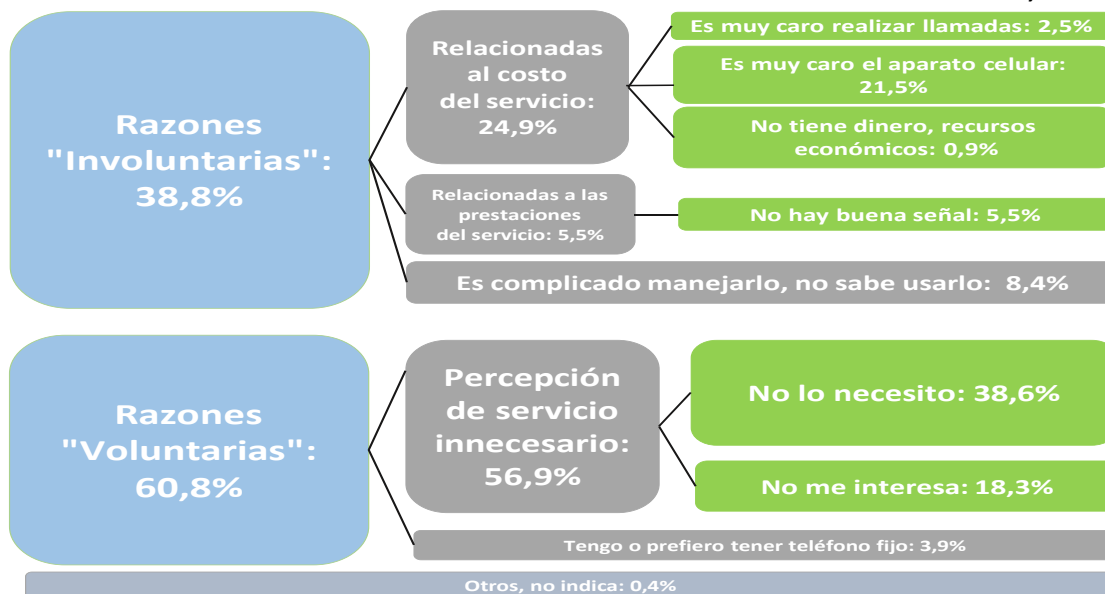 Razones
"Involuntarias":
38,8%
Relacionadas
al costo
del servicio:
24,9%
Es muy caro realizar llamadas: 2,5%
Es muy caro el aparato celular:
21,5%
No tiene dinero, recursos
económicos: 0,9%
Relacionadas a las
prestaciones
del servicio: 5,5%
No hay buena señal: 5,5%
Es complicado manejarlo, no sabe usarlo: 8,4%
Razones
"Voluntarias":
60,8%
Percepción
de servicio
innecesario:
56,9%
No lo necesito: 38,6%
No me interesa: 18,3%
Tengo o prefiero tener teléfono fijo: 3,9%
Otros, no indica: 0,4%